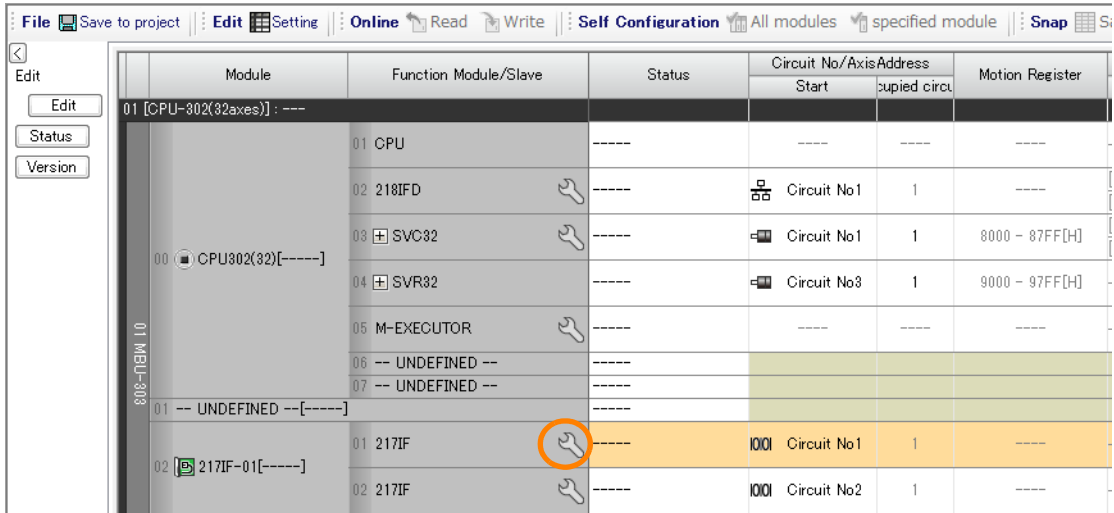 File Save to project Edit Setting Online Read Write Self Configuration All modules specified module Snap
Edit
Edit
Status
Version
Module Function Module/Slave Status Circuit No/AxisAddress Motion Register
Start cupied circu
01 [CPU-302(32axes)] : ---
01 MBU-303
00 CPU302(32)[-----]
01 CPU ----- ---- ---- ----
02 218IFD ----- Circuit No1 1 ----
03 SVC32 ----- Circuit No1 1 8000 - 87FF[H]
04 SVR32 ----- Circuit No3 1 9000 - 97FF[H]
05 M-EXECUTOR ----- ---- ---- ----
06 -- UNDEFINED -- -----
07 -- UNDEFINED -- -----
01 -- UNDEFINED --[-----] -----
02 217IF-01[-----]
01 217IF ----- Circuit No1 1 ----
02 217IF ----- Circuit No2 1 ----